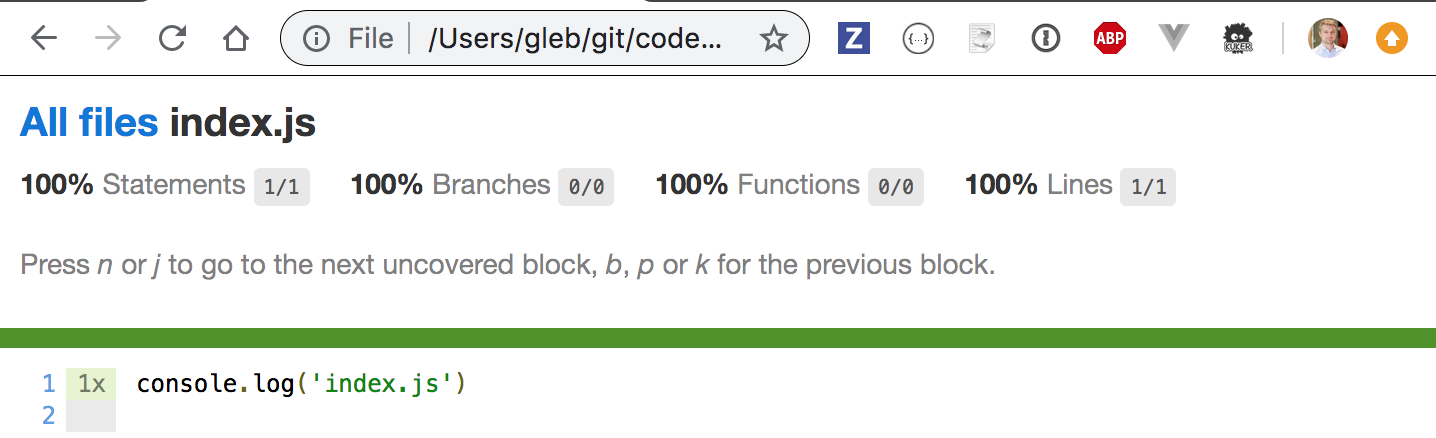 File /Users/gleb/git/code... Z {...} ABP KUKER
All files index.js
100% Statements 1/1 100% Branches 0/0 100% Functions 0/0 100% Lines 1/1
Press n or j to go to the next uncovered block, b, p or k for the previous block.
1 1x console.log('index.js')
2